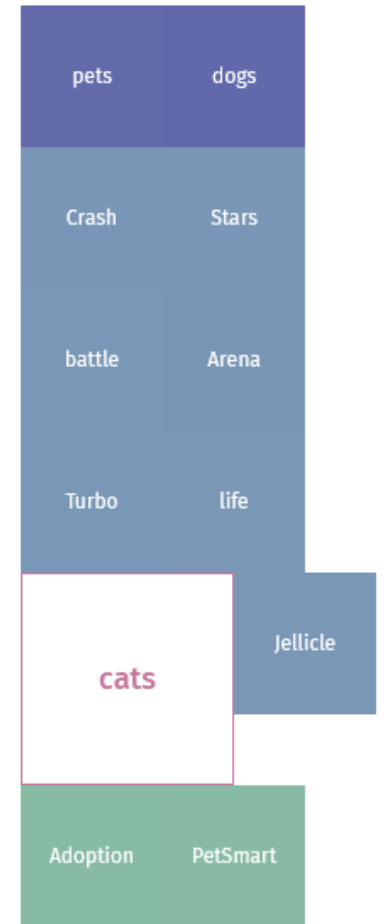 pets dogs
Crash Stars
battle Arena
Turbo life
Jellicle
cats
Adoption PetSmart